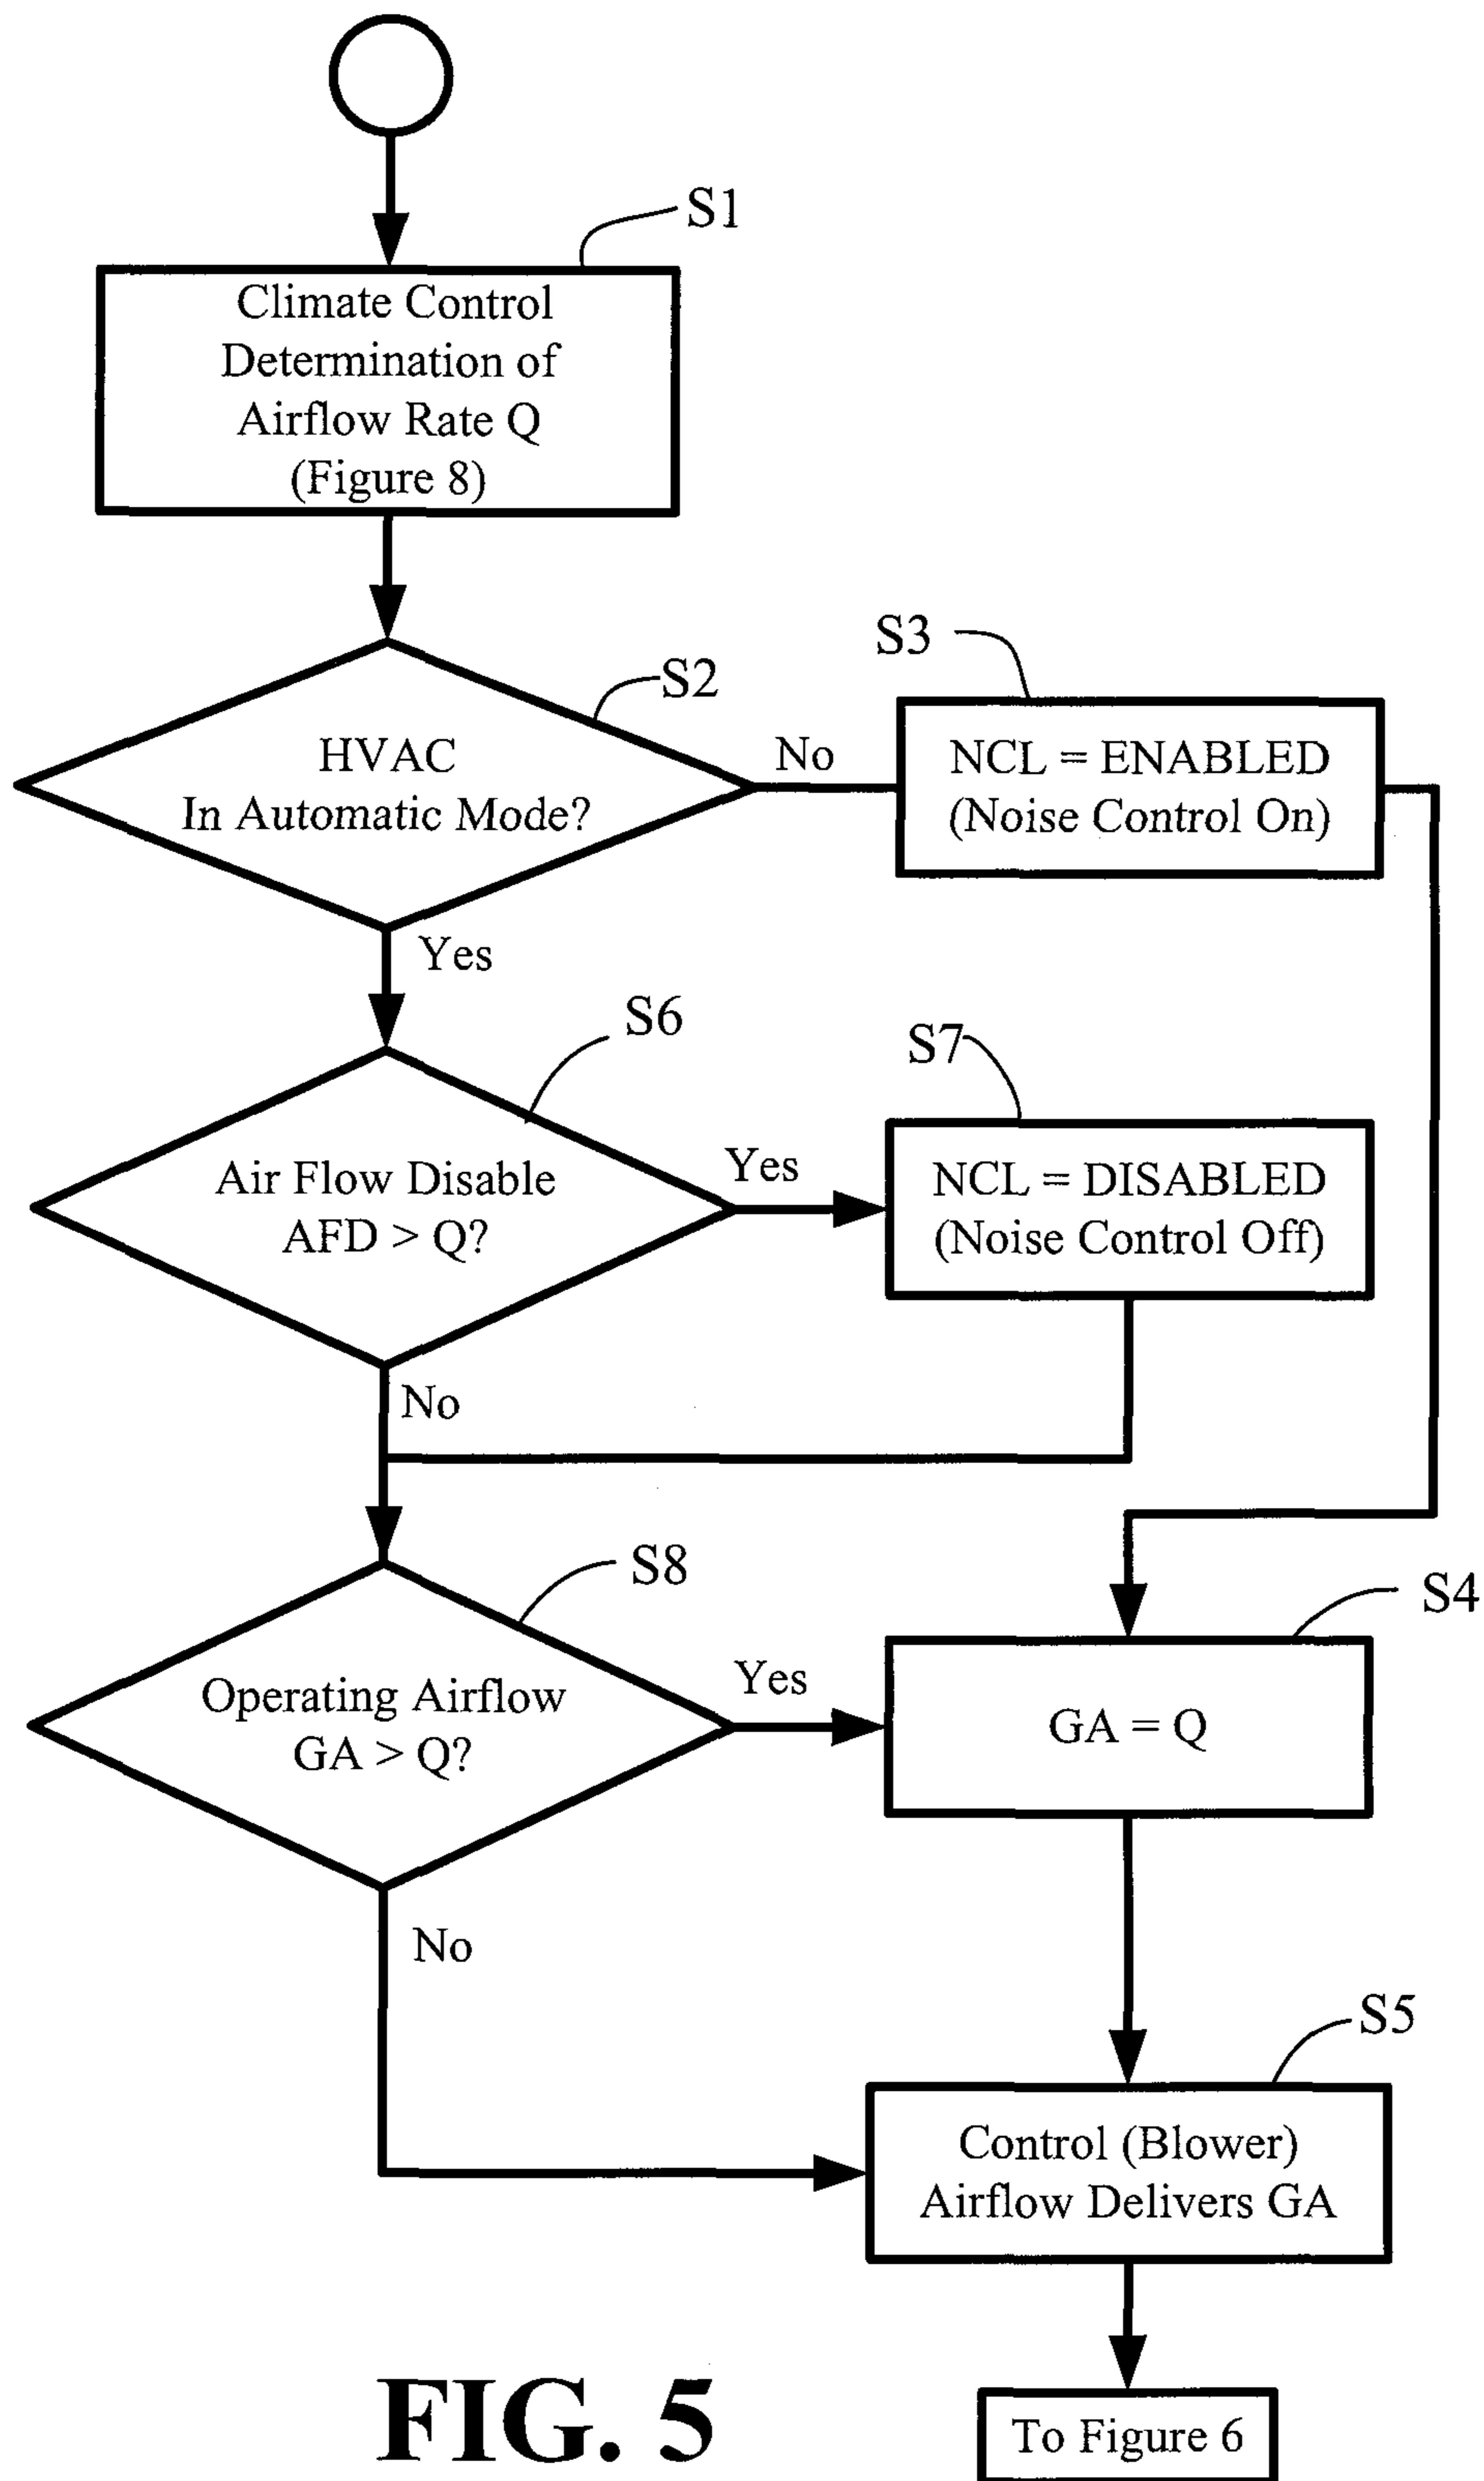 S1
Climate Control
Determination of
Airflow Rate Q
(Figure 8)
S2
HVAC
In Automatic Mode?
No
S3
NCL = ENABLED
(Noise Control On)
Yes
S6
Air Flow Disable
AFD > Q?
Yes
S7
NCL = DISABLED
(Noise Control Off)
No
S8
Operating Airflow
GA > Q?
Yes
S4
GA = Q
No
S5
Control (Blower)
Airflow Delivers GA
To Figure 6
FIG. 5